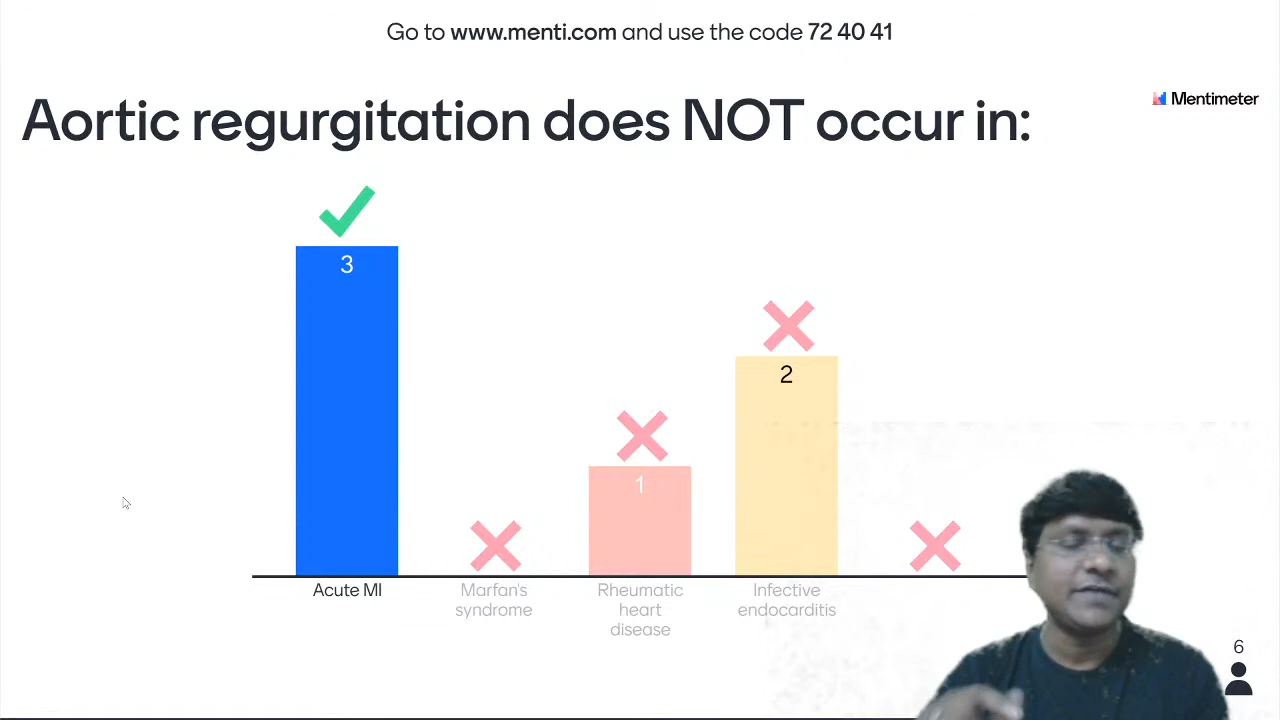 Go to www.menti.com and use the code 72 40 41
Mentimeter
Aortic regurgitation does NOT occur in:
3
2
1
Acute MI
Marfan's
syndrome
Rheumatic
heart
disease
Infective
endocarditis
6